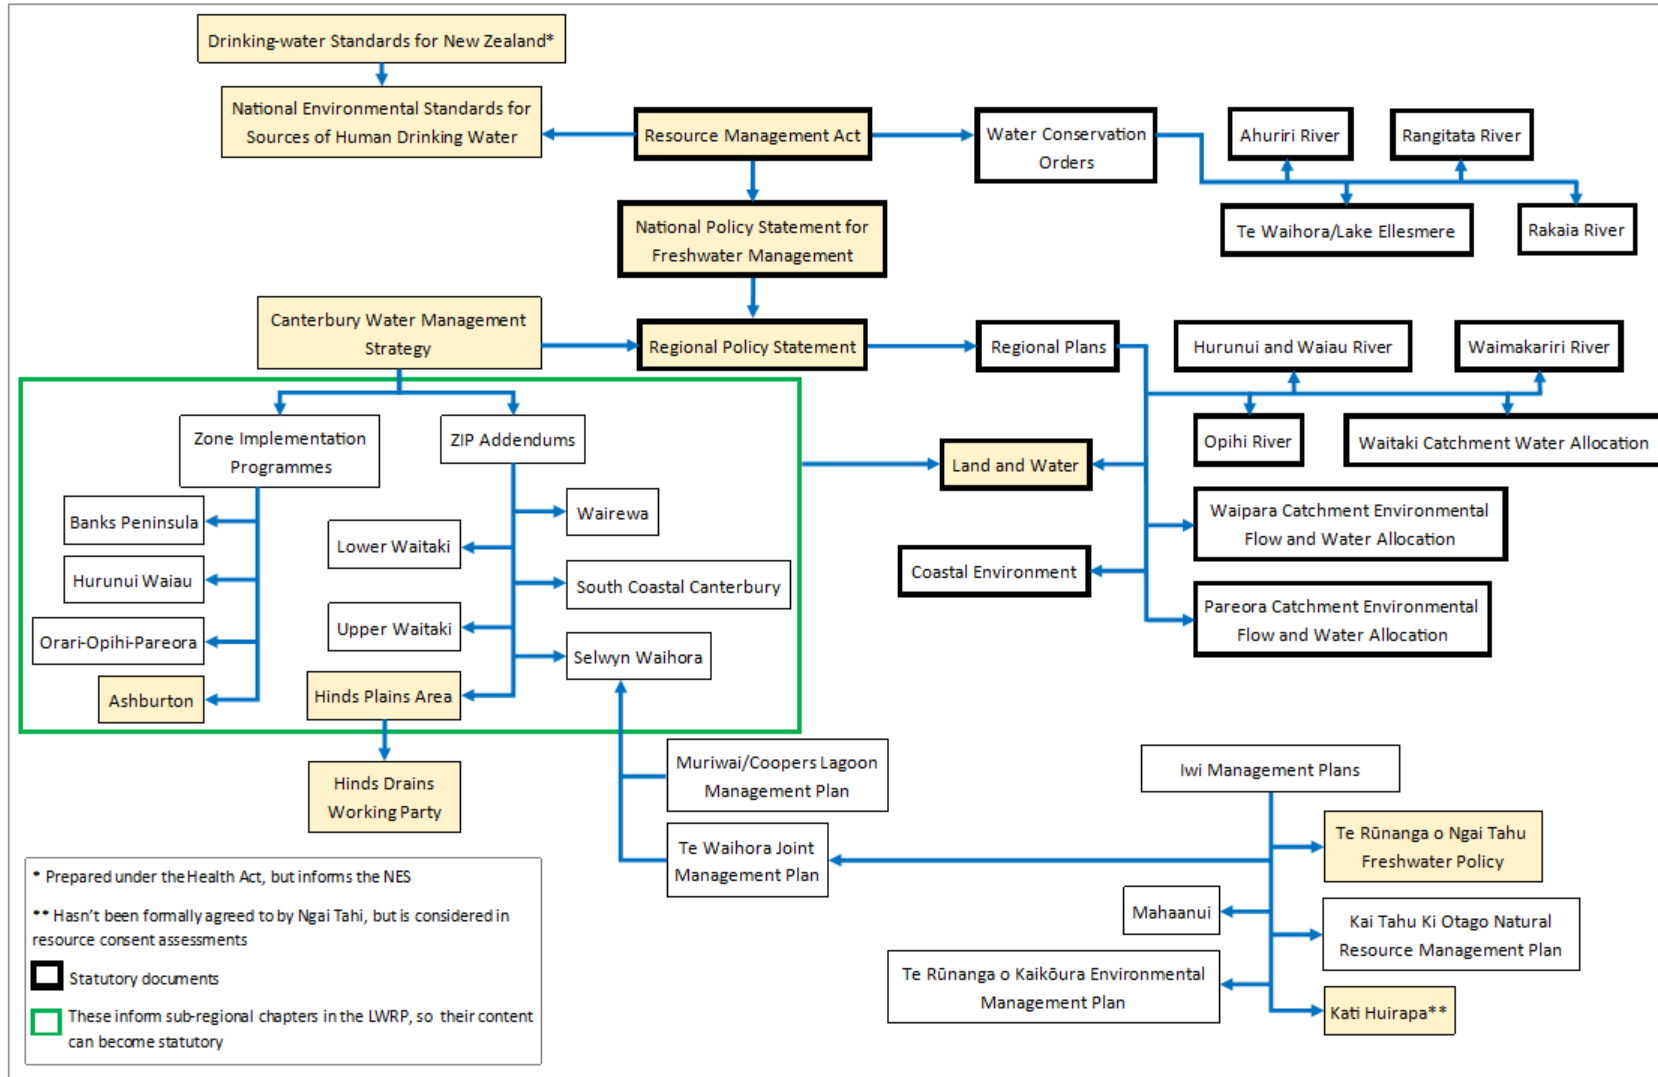 Drinking-water Standards for New Zealand*
National Environmental Standards for
Sources of Human Drinking Water
Resource Management Act
Water Conservation
Orders
Ahuriri River
Rangitata River
Te Waihora/Lake Ellesmere
Rakaia River
National Policy Statement for
Freshwater Management
Canterbury Water Management
Strategy
Regional Policy Statement
Regional Plans
Hurunui and Waiau River
Waimakariri River
Opihi River
Waitaki Catchment Water Allocation
Zone Implementation
Programmes
ZIP Addendums
Land and Water
Banks Peninsula
Hurunui Waiau
Orari-Opihi-Pareora
Ashburton
Lower Waitaki
Upper Waitaki
Hinds Plains Area
Wairewa
South Coastal Canterbury
Selwyn Waihora
Waipara Catchment Environmental
Flow and Water Allocation
Coastal Environment
Pareora Catchment Environmental
Flow and Water Allocation
Hinds Drains
Working Party
Muriwai/Coopers Lagoon
Management Plan
Te Waihora Joint
Management Plan
Iwi Management Plans
Te Rūnanga o Ngai Tahu
Freshwater Policy
Mahaanui
Kai Tahu Ki Otago Natural
Resource Management Plan
Te Rūnanga o Kaikōura Environmental
Management Plan
Kati Huirapa**
* Prepared under the Health Act, but informs the NES
** Hasn't been formally agreed to by Ngai Tahi, but is considered in
resource consent assessments
Statutory documents
These inform sub-regional chapters in the LWRP, so their content
can become statutory